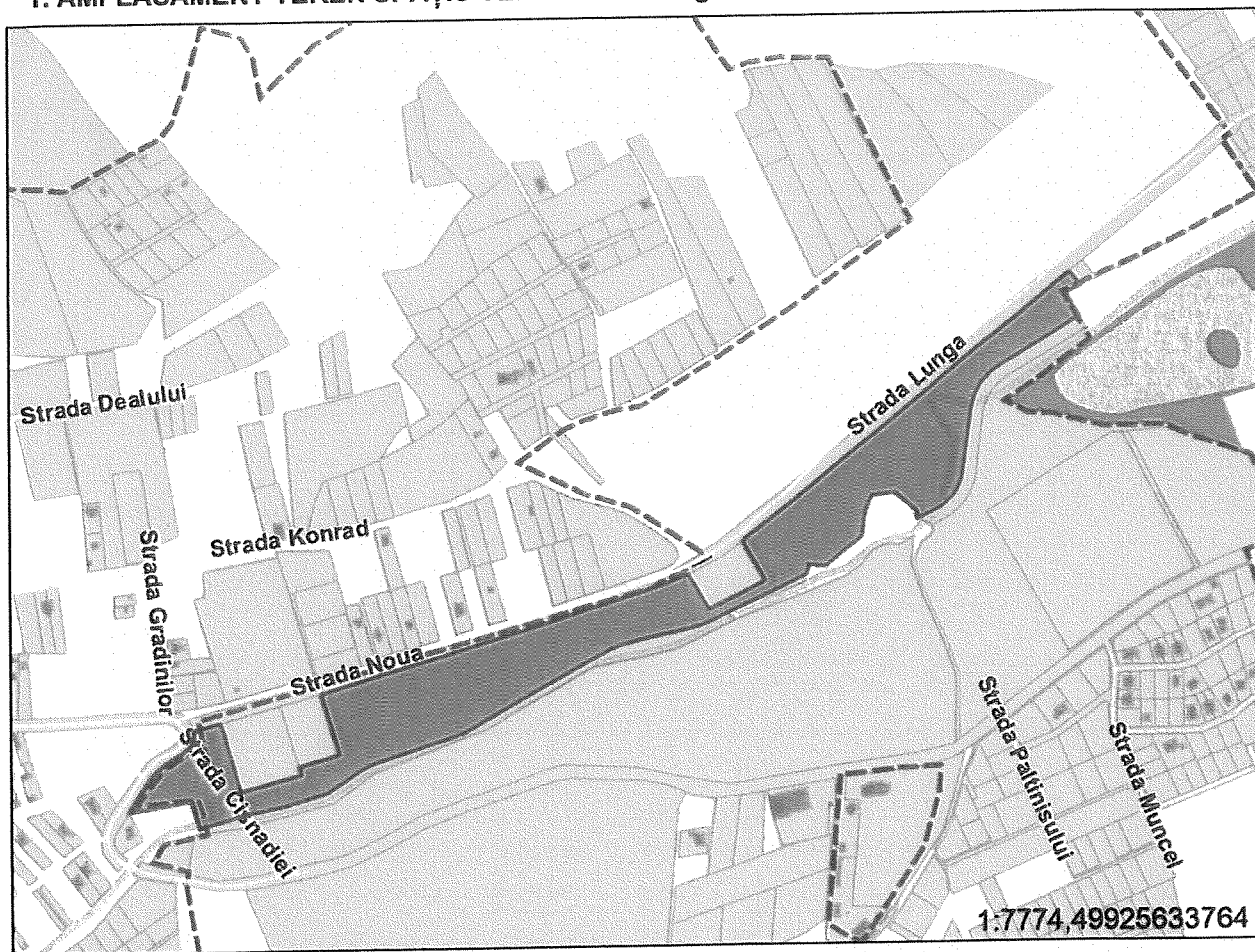 Strada Lunga
Strada Dealului
Strada Konrad
Strada Gradinilor
Strada Noua
Strada Cisnadiei
Strada Paltinisului
Strada Muncel
1:7774,49925633764